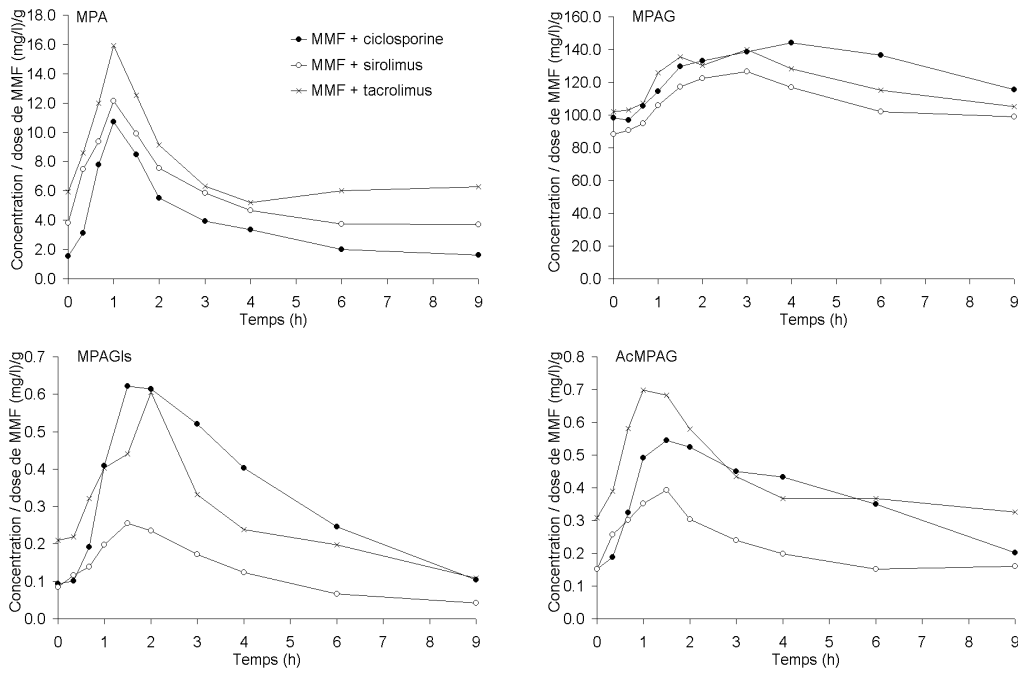 MPA
MMF + ciclosporine
MMF + sirolimus
MMF + tacrolimus
Concentration / dose de MMF (mg/l)/g
18.0
16.0
14.0
12.0
10.0
8.0
6.0
4.0
2.0
0.0
0 1 2 3 4 5 6 7 8 9
Temps (h)
MPAG
Concentration / dose de MMF (mg/l)/g
160.0
140.0
120.0
100.0
80.0
60.0
40.0
20.0
0.0
0 1 2 3 4 5 6 7 8 9
Temps (h)
MPAGls
Concentration / dose de MMF (mg/l)/g
0.7
0.6
0.5
0.4
0.3
0.2
0.1
0.0
0 1 2 3 4 5 6 7 8 9
Temps (h)
AcMPAG
Concentration / dose de MMF (mg/l)/g
0.8
0.7
0.6
0.5
0.4
0.3
0.2
0.1
0.0
0 1 2 3 4 5 6 7 8 9
Temps (h)